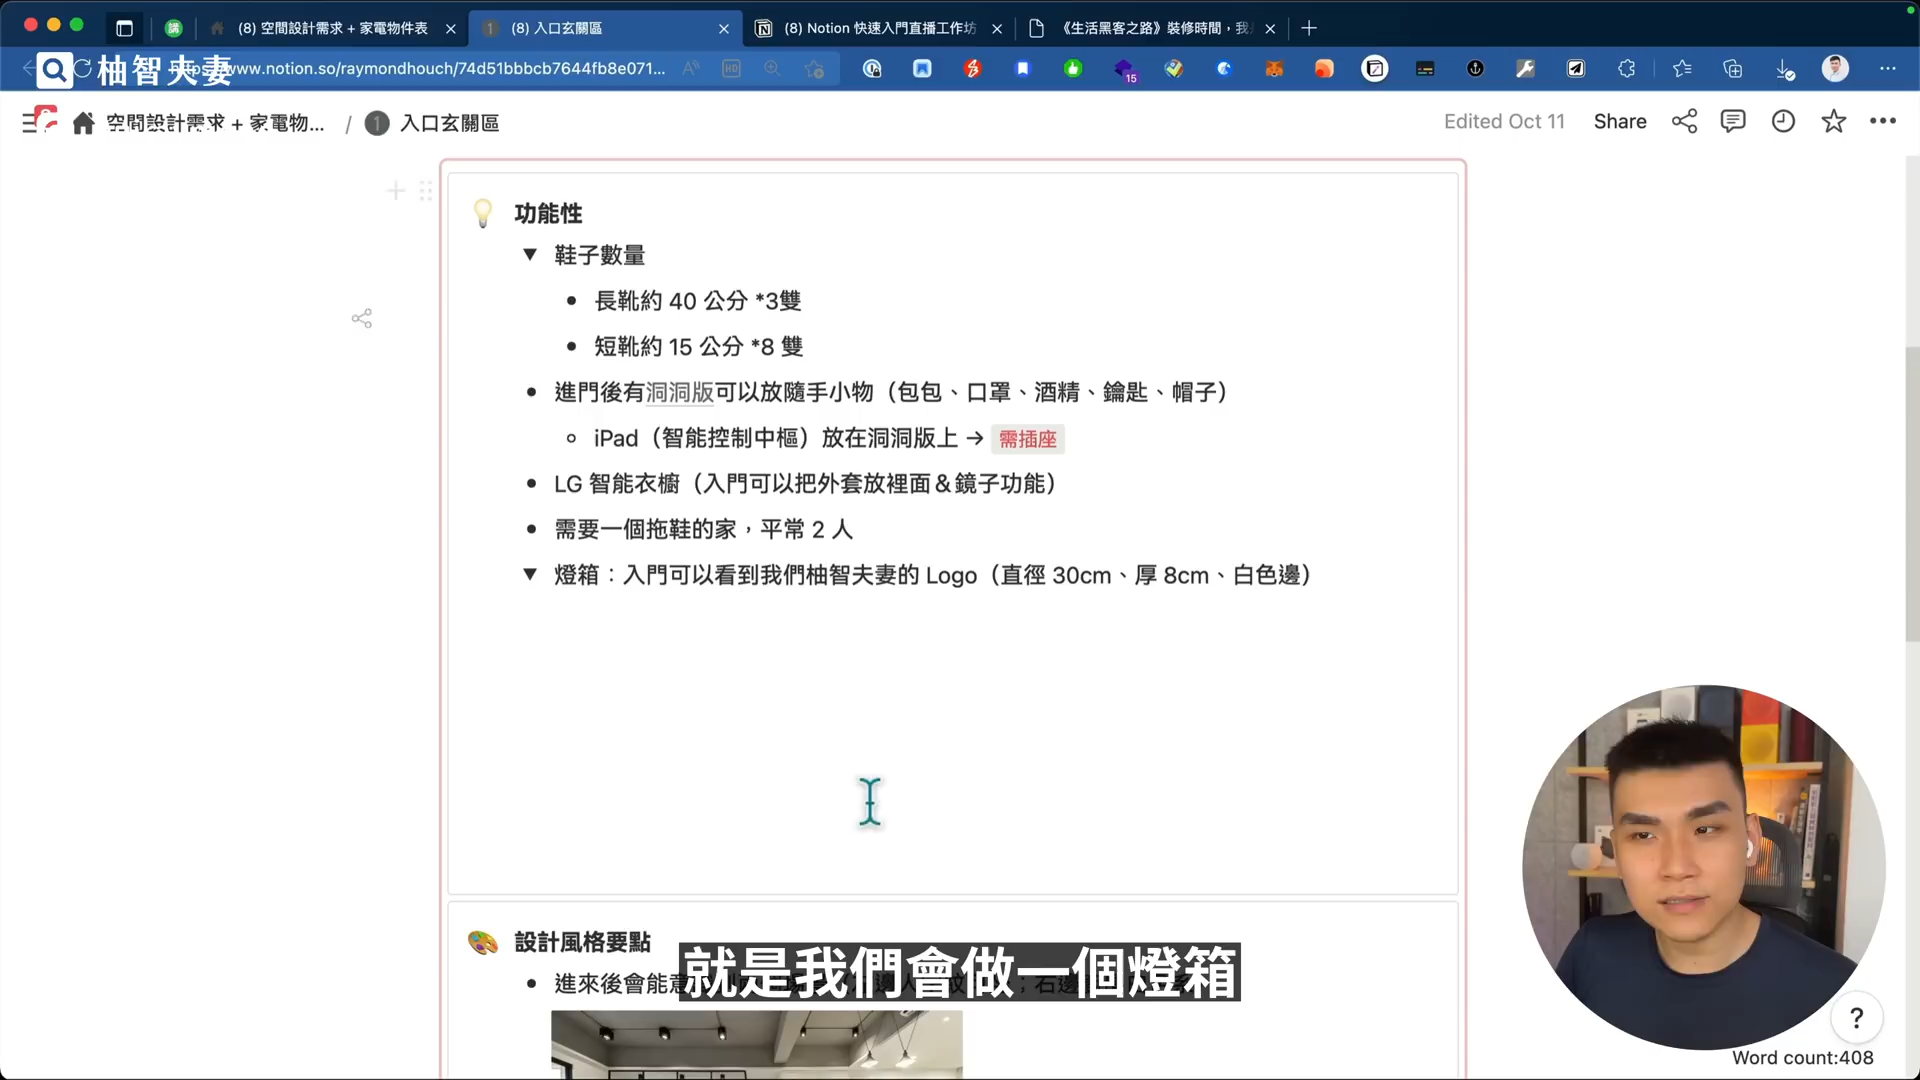 (8) 空間設計需求 + 家電物件表
(8) 入口玄關區
(8) Notion 快速入門直播工作坊
《生活黑客之路》裝修時間，我
柚智夫妻
www.notion.so/raymondhouch/74d51bbbcb7644fb8e071...
15
空間設計需求 + 家電物... / 1 入口玄關區
Edited Oct 11 Share
功能性
鞋子數量
長靴約 40 公分 *3雙
短靴約 15 公分 *8 雙
進門後有洞洞版可以放隨手小物（包包、口罩、酒精、鑰匙、帽子）
iPad（智能控制中樞）放在洞洞版上 → 需插座
LG 智能衣櫥（入門可以把外套放裡面＆鏡子功能）
需要一個拖鞋的家，平常 2 人
燈箱：入門可以看到我們柚智夫妻的 Logo（直徑 30cm、厚 8cm、白色邊）
設計風格要點
進來後會能意
就是我們會做一個燈箱
?
Word count:408